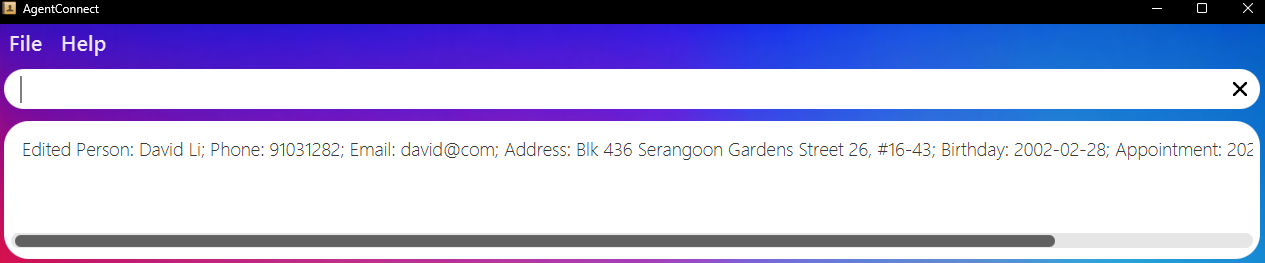 AgentConnect
File Help
Edited Person: David Li; Phone: 91031282; Email: david@com; Address: Blk 436 Serangoon Gardens Street 26, #16-43; Birthday: 2002-02-28; Appointment: 202